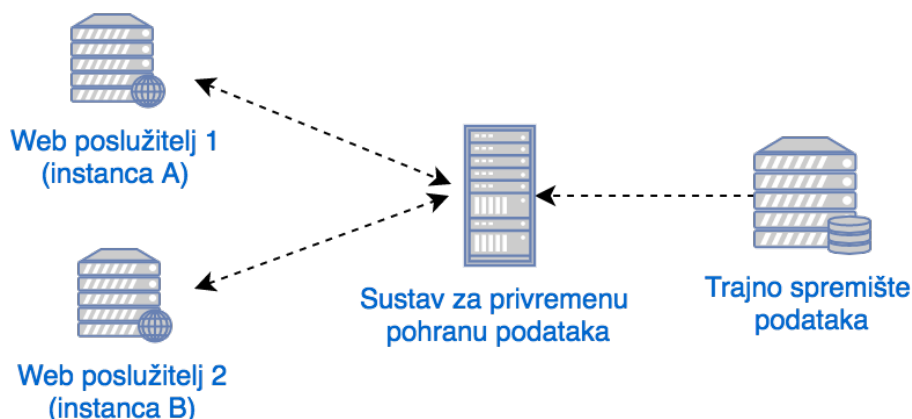 Web poslužitelj 1
(instanca A)
Sustav za privremenu
pohranu podataka
Trajno spremište
podataka
Web poslužitelj 2
(instanca B)